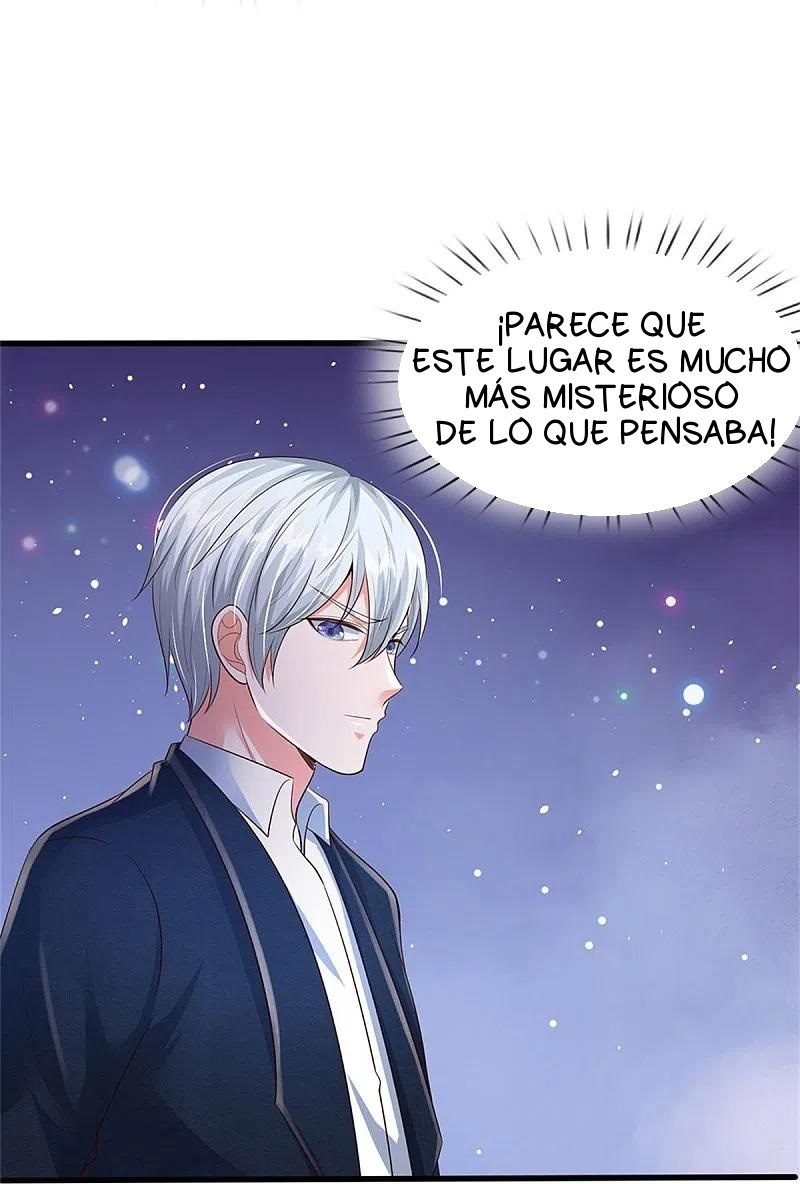 ¡PARECE QUE
ESTE LUGAR ES MUCHO
MÁS MISTERIOSO
DE LO QUE PENSABA!